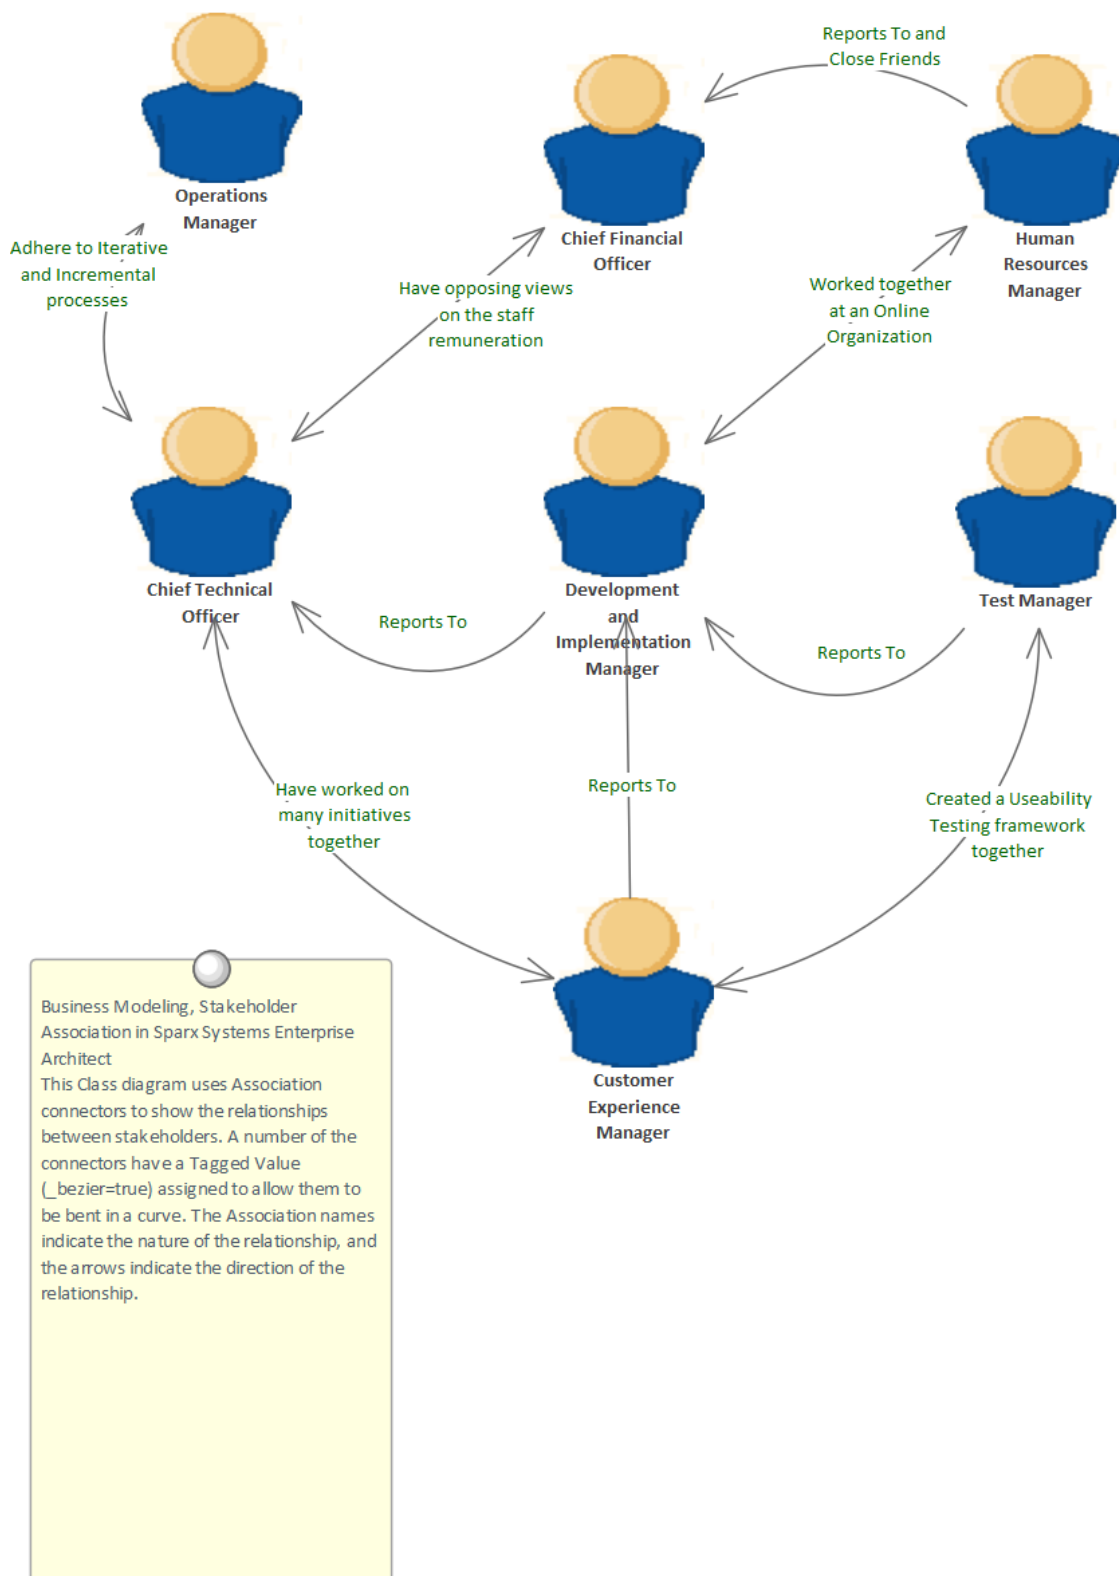 Reports To and
Close Friends
Operations
Manager
Chief Financial
Officer
Human
Resources
Manager
Adhere to Iterative
and Incremental
processes
Have opposing views
on the staff
remuneration
Worked together
at an Online
Organization
Chief Technical
Officer
Development
and
Implementation
Manager
Test Manager
Reports To
Reports To
Have worked on
many initiatives
together
Reports To
Created a Useability
Testing framework
together
Customer
Experience
Manager
Business Modeling, Stakeholder
Association in Sparx Systems Enterprise
Architect
This Class diagram uses Association
connectors to show the relationships
between stakeholders. A number of the
connectors have a Tagged Value
(_bezier=true) assigned to allow them to
be bent in a curve. The Association names
indicate the nature of the relationship, and
the arrows indicate the direction of the
relationship.